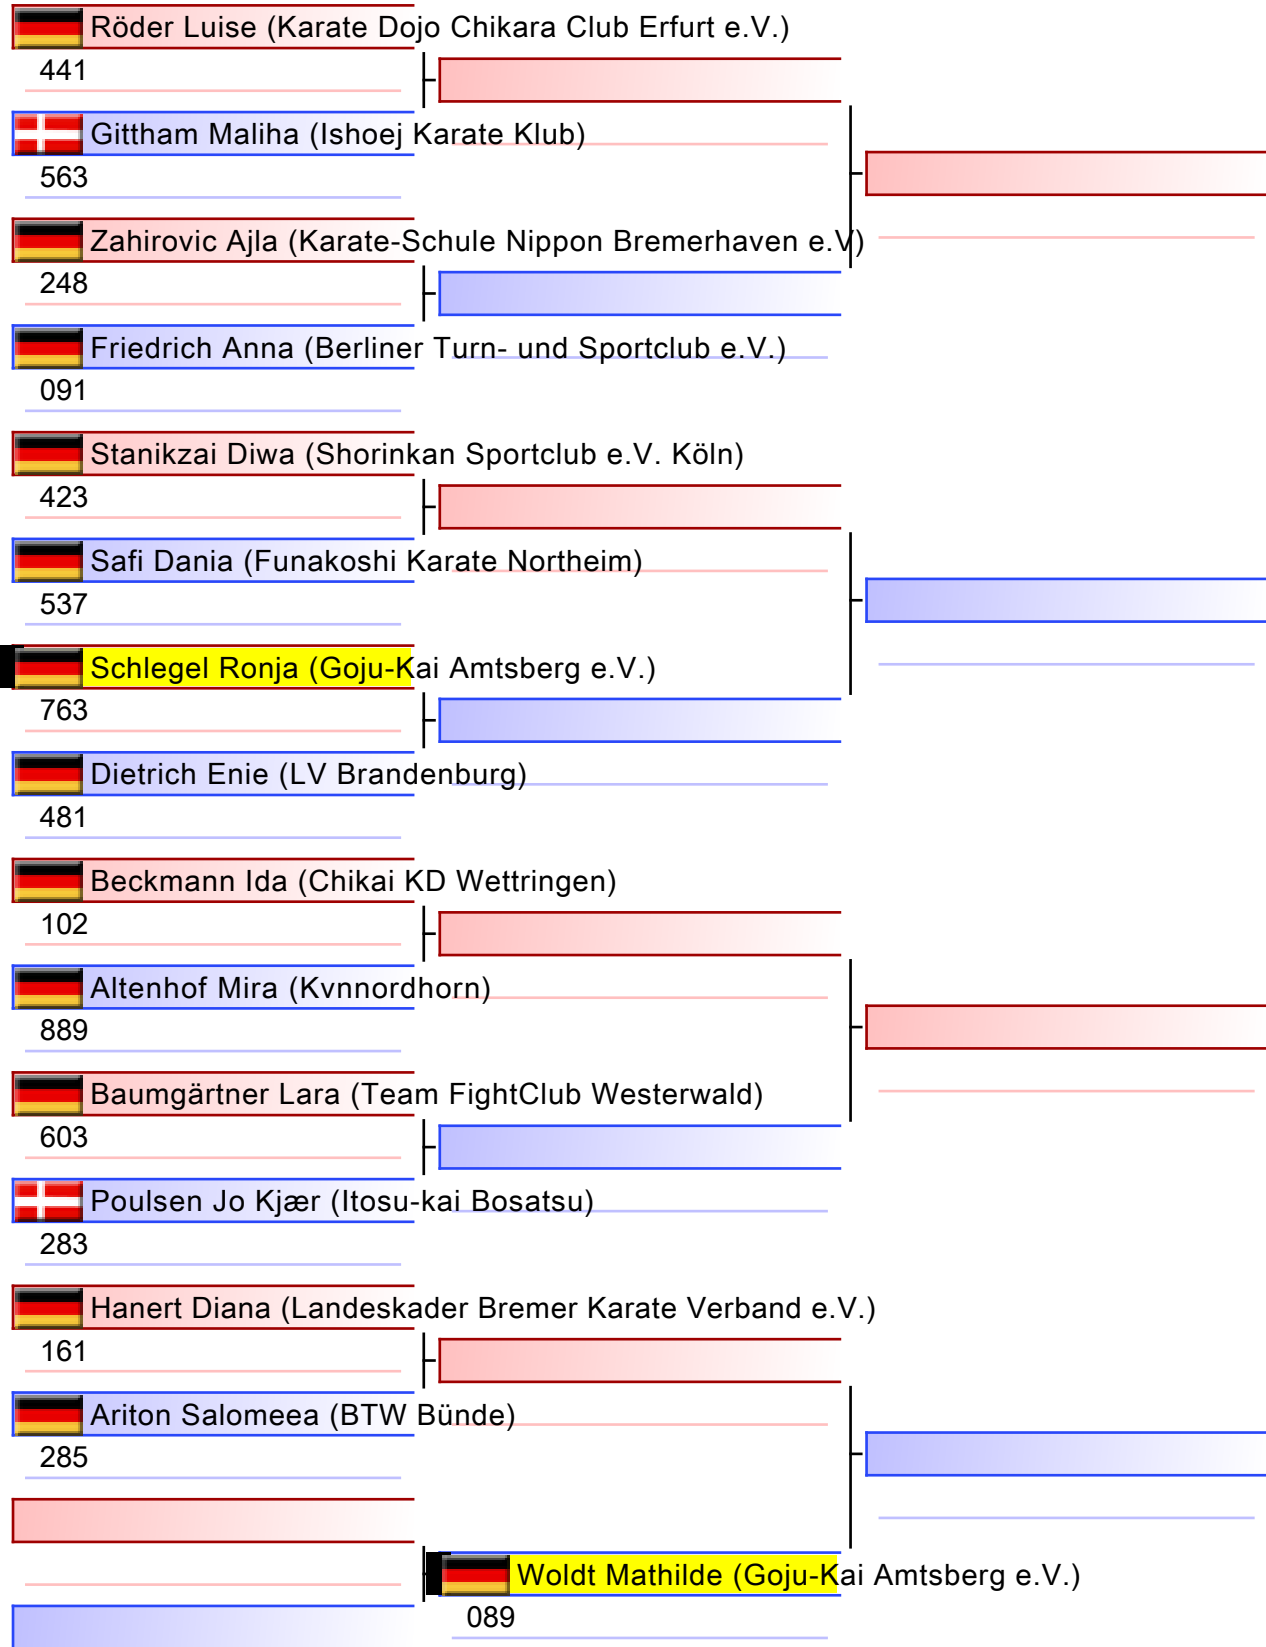 Röder Luise (Karate Dojo Chikara Club Erfurt e.V.)
441
Gittham Maliha (Ishoej Karate Klub)
563
Zahirovic Ajla (Karate-Schule Nippon Bremerhaven e.V)
248
Friedrich Anna (Berliner Turn- und Sportclub e.V.)
091
Stanikzai Diwa (Shorinkan Sportclub e.V. Köln)
423
Safi Dania (Funakoshi Karate Northeim)
537
Schlegel Ronja (Goju-Kai Amtsberg e.V.)
763
Dietrich Enie (LV Brandenburg)
481
Beckmann Ida (Chikai KD Wettringen)
102
Altenhof Mira (Kvnnordhorn)
889
Baumgärtner Lara (Team FightClub Westerwald)
603
Poulsen Jo Kjær (Itosu-kai Bosatsu)
283
Hanert Diana (Landeskader Bremer Karate Verband e.V.)
161
Ariton Salomeea (BTW Bünde)
285
Woldt Mathilde (Goju-Kai Amtsberg e.V.)
089